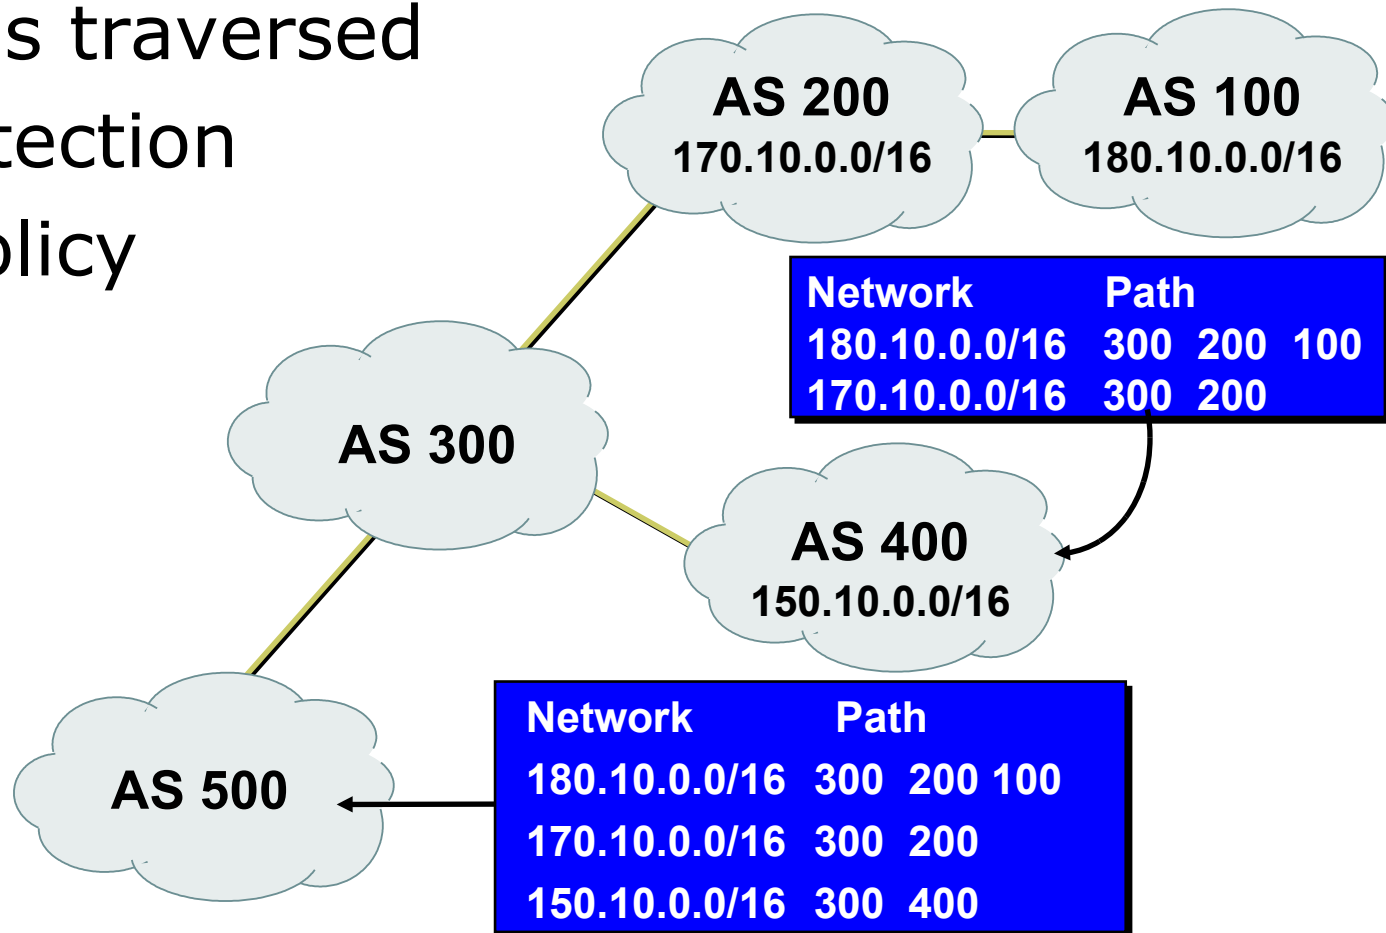 s traversed
tection
olicy
AS 200
170.10.0.0/16
AS 100
180.10.0.0/16
Network Path
180.10.0.0/16 300 200 100
170.10.0.0/16 300 200
AS 300
AS 400
150.10.0.0/16
AS 500
Network Path
180.10.0.0/16 300 200 100
170.10.0.0/16 300 200
150.10.0.0/16 300 400